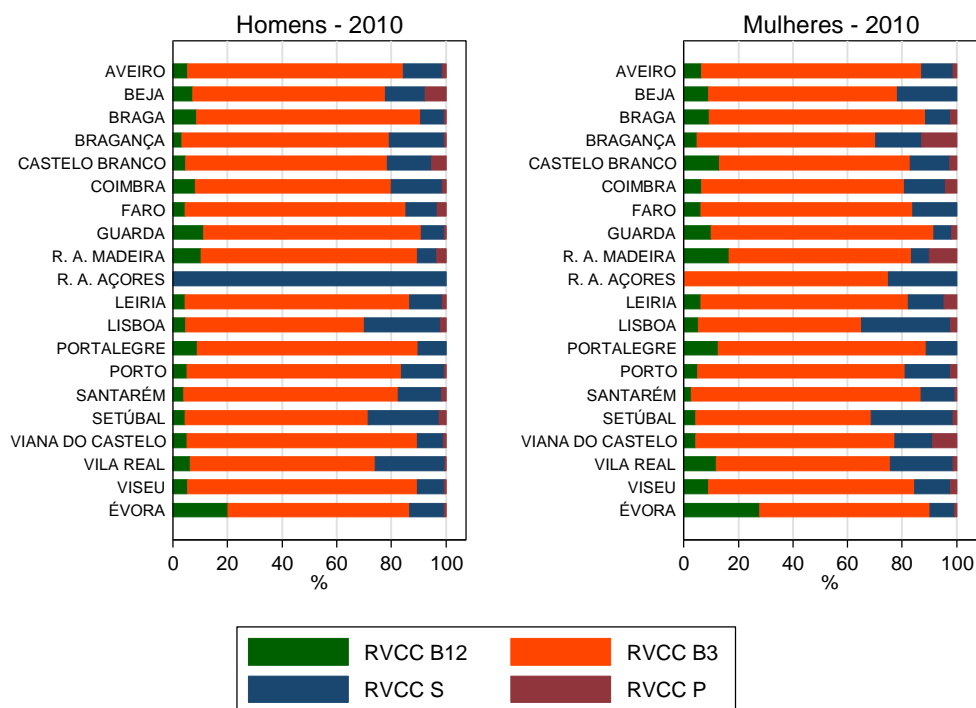 Homens - 2010
AVEIRO
BEJA
BRAGA
BRAGANÇA
CASTELO BRANCO
COIMBRA
FARO
GUARDA
R. A. MADEIRA
R. A. AÇORES
LEIRIA
LISBOA
PORTALEGRE
PORTO
SANTARÉM
SETÚBAL
VIANA DO CASTELO
VILA REAL
VISEU
ÉVORA
0 20 40 60 80 100
%
Mulheres - 2010
AVEIRO
BEJA
BRAGA
BRAGANÇA
CASTELO BRANCO
COIMBRA
FARO
GUARDA
R. A. MADEIRA
R. A. AÇORES
LEIRIA
LISBOA
PORTALEGRE
PORTO
SANTARÉM
SETÚBAL
VIANA DO CASTELO
VILA REAL
VISEU
ÉVORA
0 20 40 60 80 100
%
RVCC B12 RVCC B3
RVCC S RVCC P